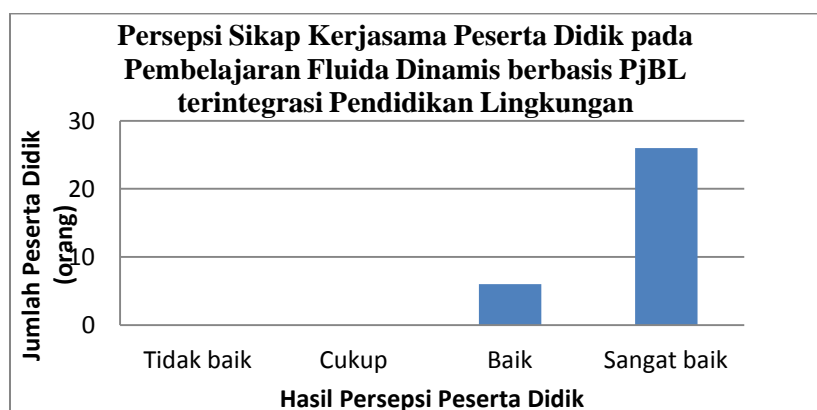 Persepsi Sikap Kerjasama Peserta Didik pada
Pembelajaran Fluida Dinamis berbasis PjBL
terintegrasi Pendidikan Lingkungan
Jumlah Peserta Didik
(orang)
30
20
10
0
Tidak baik Cukup Baik Sangat baik
Hasil Persepsi Peserta Didik